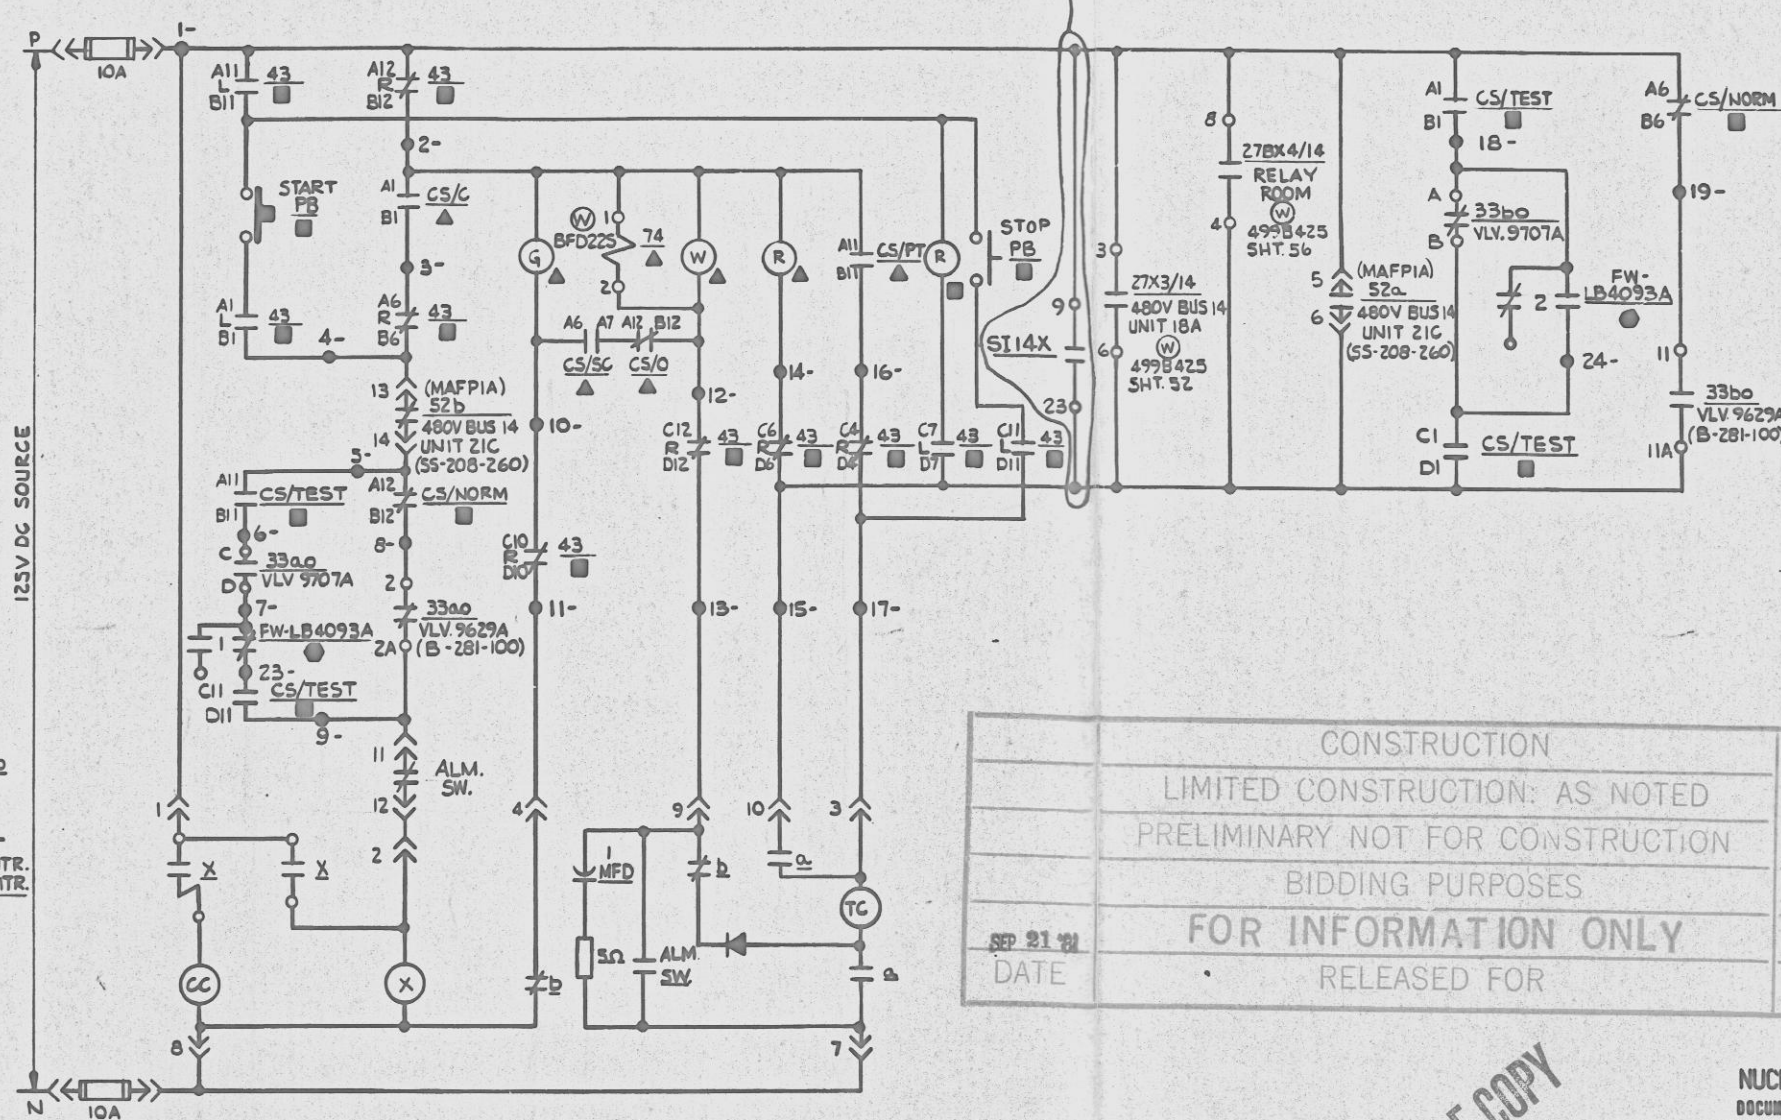 P
10A
1-
A11
L
B11
43
A12
R
B12
43
2-
START
PB
A1
B1
CS/C
3-
A1
L
B1
43
4-
A6
R
B6
43
13
(MAFPIA)
52b
480V BUS 14
14
UNIT 21C
(SS-208-260)
5-
A11
B11
CS/TEST
A12
B12
CS/NORM
6-
8-
C
33ao
VLV 9707A
D
7-
2
33ao
VLV. 9629A
2A
(B-281-100)
1
FW-LB4093A
23-
C11
D11
CS/TEST
9-
11
ALM.
SW.
12
1
2
X
X
CC
X
8
N
10A
125V DC SOURCE
TR.
TR.
G
W
BFD22S
1
74
2
W
R
A11
B11
CS/PT
R
STOP
PB
A6
A7
A12
B12
CS/SC
CS/O
10-
12-
14-
16-
C12
R
D12
43
C6
R
D6
43
C4
R
D4
43
C7
L
D7
43
C11
L
D11
43
C10
R
D10
43
11-
13-
15-
17-
4
9
10
3
1
MFD
5Ω
ALM.
SW.
b
b
a
TC
a
7
9
SI14X
23
3
27X3/14
480V BUS 14
UNIT 18A
W
6
499B425
SHT. 52
8
27BX4/14
RELAY
ROOM
W
4
499B425
SHT. 56
5
(MAFPIA)
52a
6
480V BUS 14
UNIT 21C
(SS-208-260)
A1
B1
CS/TEST
18-
A
33bo
VLV. 9707A
B
2
FW-
LB4093A
24-
C1
D1
CS/TEST
A6
B6
CS/NORM
19-
11
33bo
VLV. 9629A
(B-281-100)
11A
CONSTRUCTION
LIMITED CONSTRUCTION: AS NOTED
PRELIMINARY NOT FOR CONSTRUCTION
BIDDING PURPOSES
FOR INFORMATION ONLY
SEP 21 '81
DATE
RELEASED FOR
COPY
NUCL
DOCUM